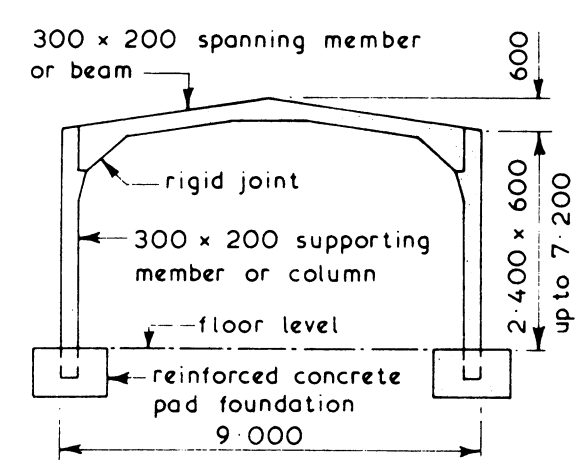 300 × 200 spanning member
or beam
600
rigid joint
300 × 200 supporting
member or column
2·400 × 600
up to 7·200
floor level
reinforced concrete
pad foundation
9·000